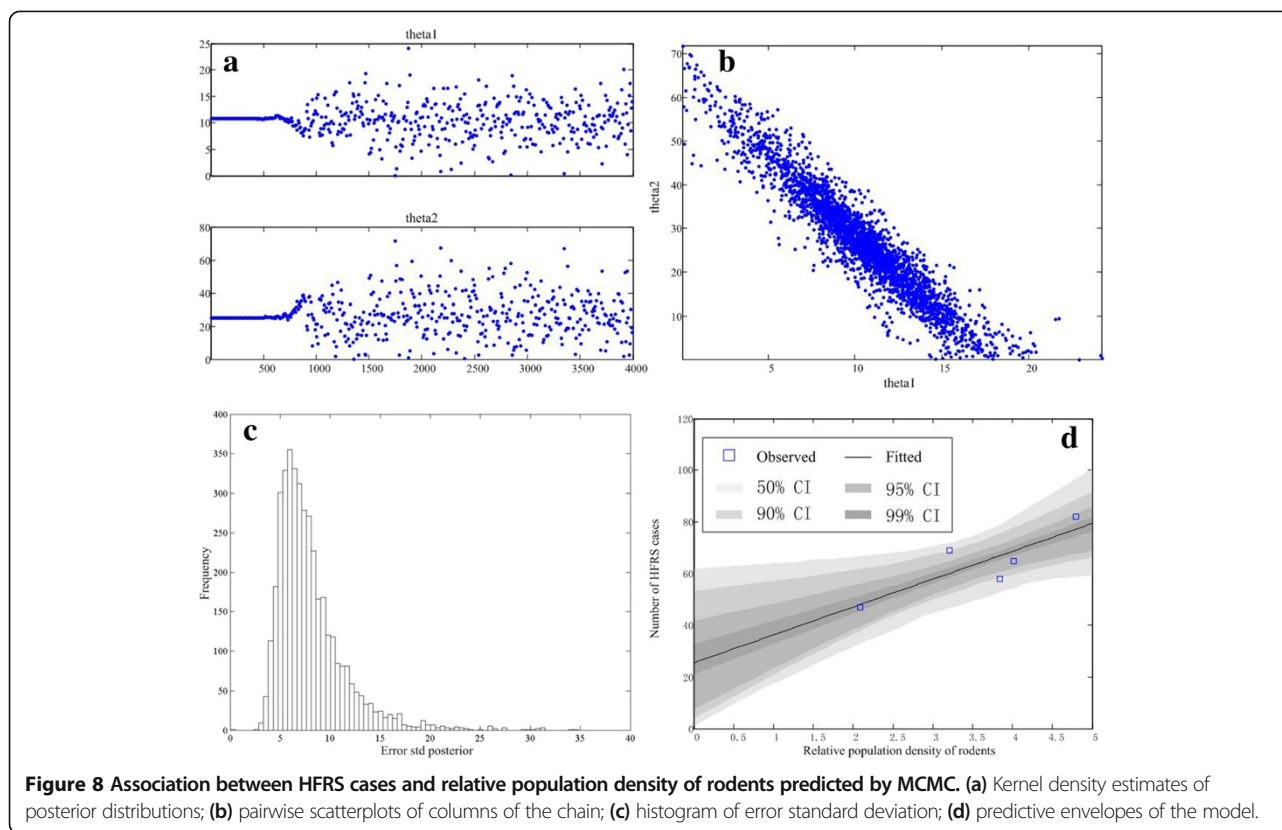 a
theta1
25
20
15
10
5
0
theta2
80
60
40
20
0
500 1000 1500 2000 2500 3000 3500 4000
b
70
60
50
40
30
20
10
theta2
5 10 15 20
theta1
c
400
350
300
250
200
150
100
50
0
Frequency
0 5 10 15 20 25 30 35 40
Error std posterior
d
120
100
80
60
40
20
0
Number of HFRS cases
Observed Fitted
50% CI 95% CI
90% CI 99% CI
0 0.5 1 1.5 2 2.5 3 3.5 4 4.5 5
Relative population density of rodents
Figure 8 Association between HFRS cases and relative population density of rodents predicted by MCMC. (a) Kernel density estimates of
posterior distributions; (b) pairwise scatterplots of columns of the chain; (c) histogram of error standard deviation; (d) predictive envelopes of the model.